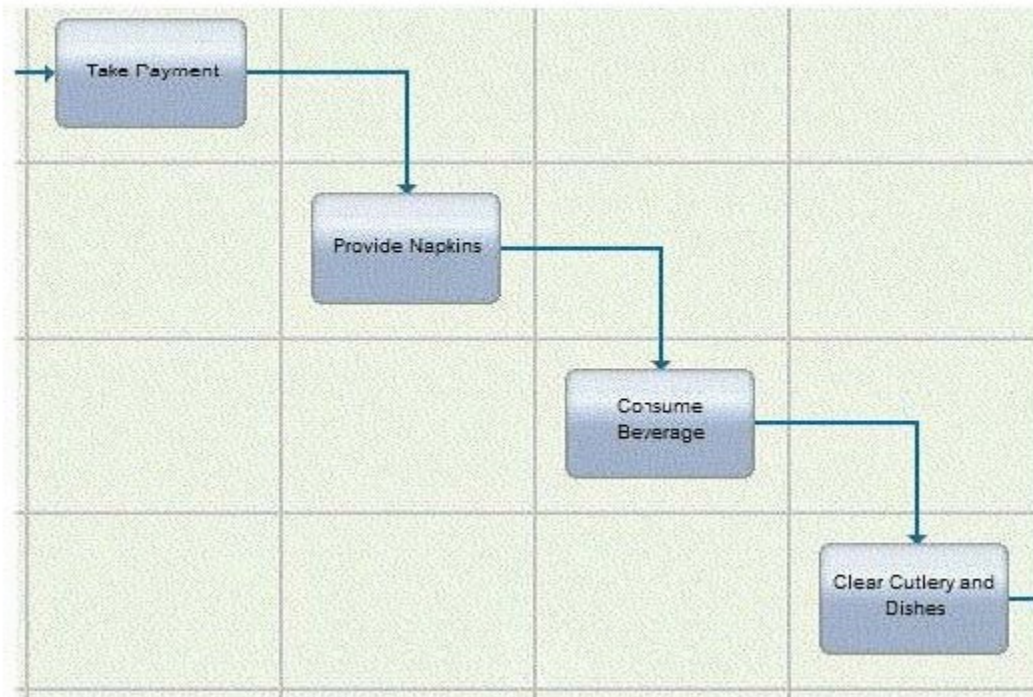 Take Payment
Provide Napkins
Consume
Beverage
Clear Cutlery and
Dishes